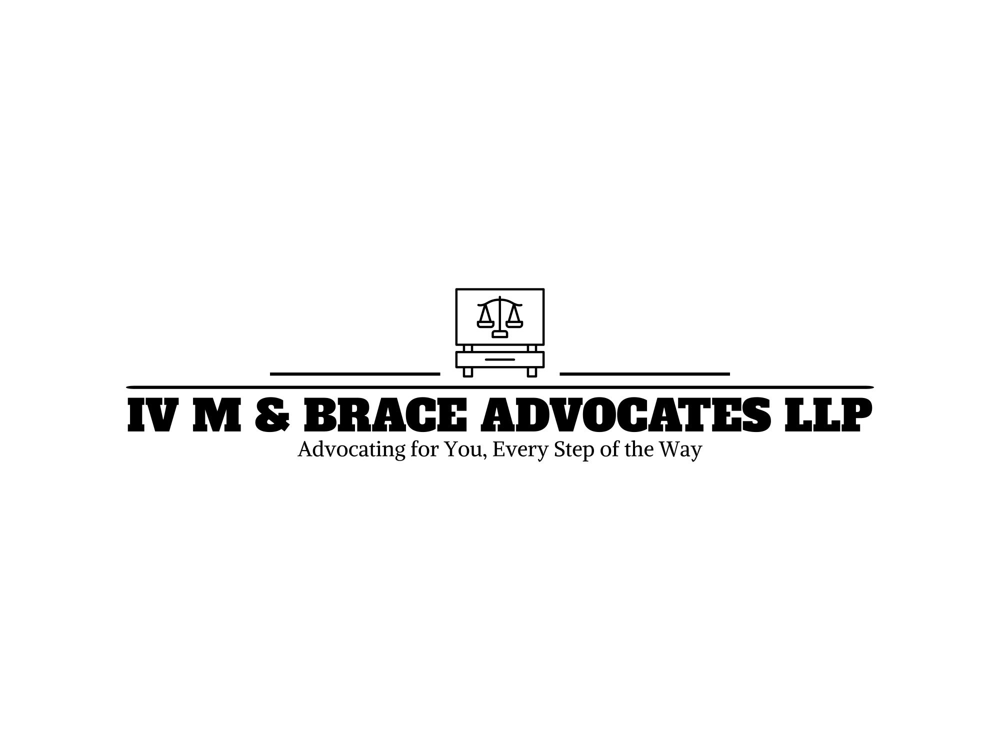 IV M & BRACE ADVOCATES LLP
Advocating for You, Every Step of the Way